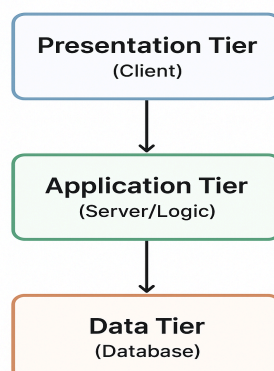 Presentation Tier
(Client)
Application Tier
(Server/Logic)
Data Tier
(Database)